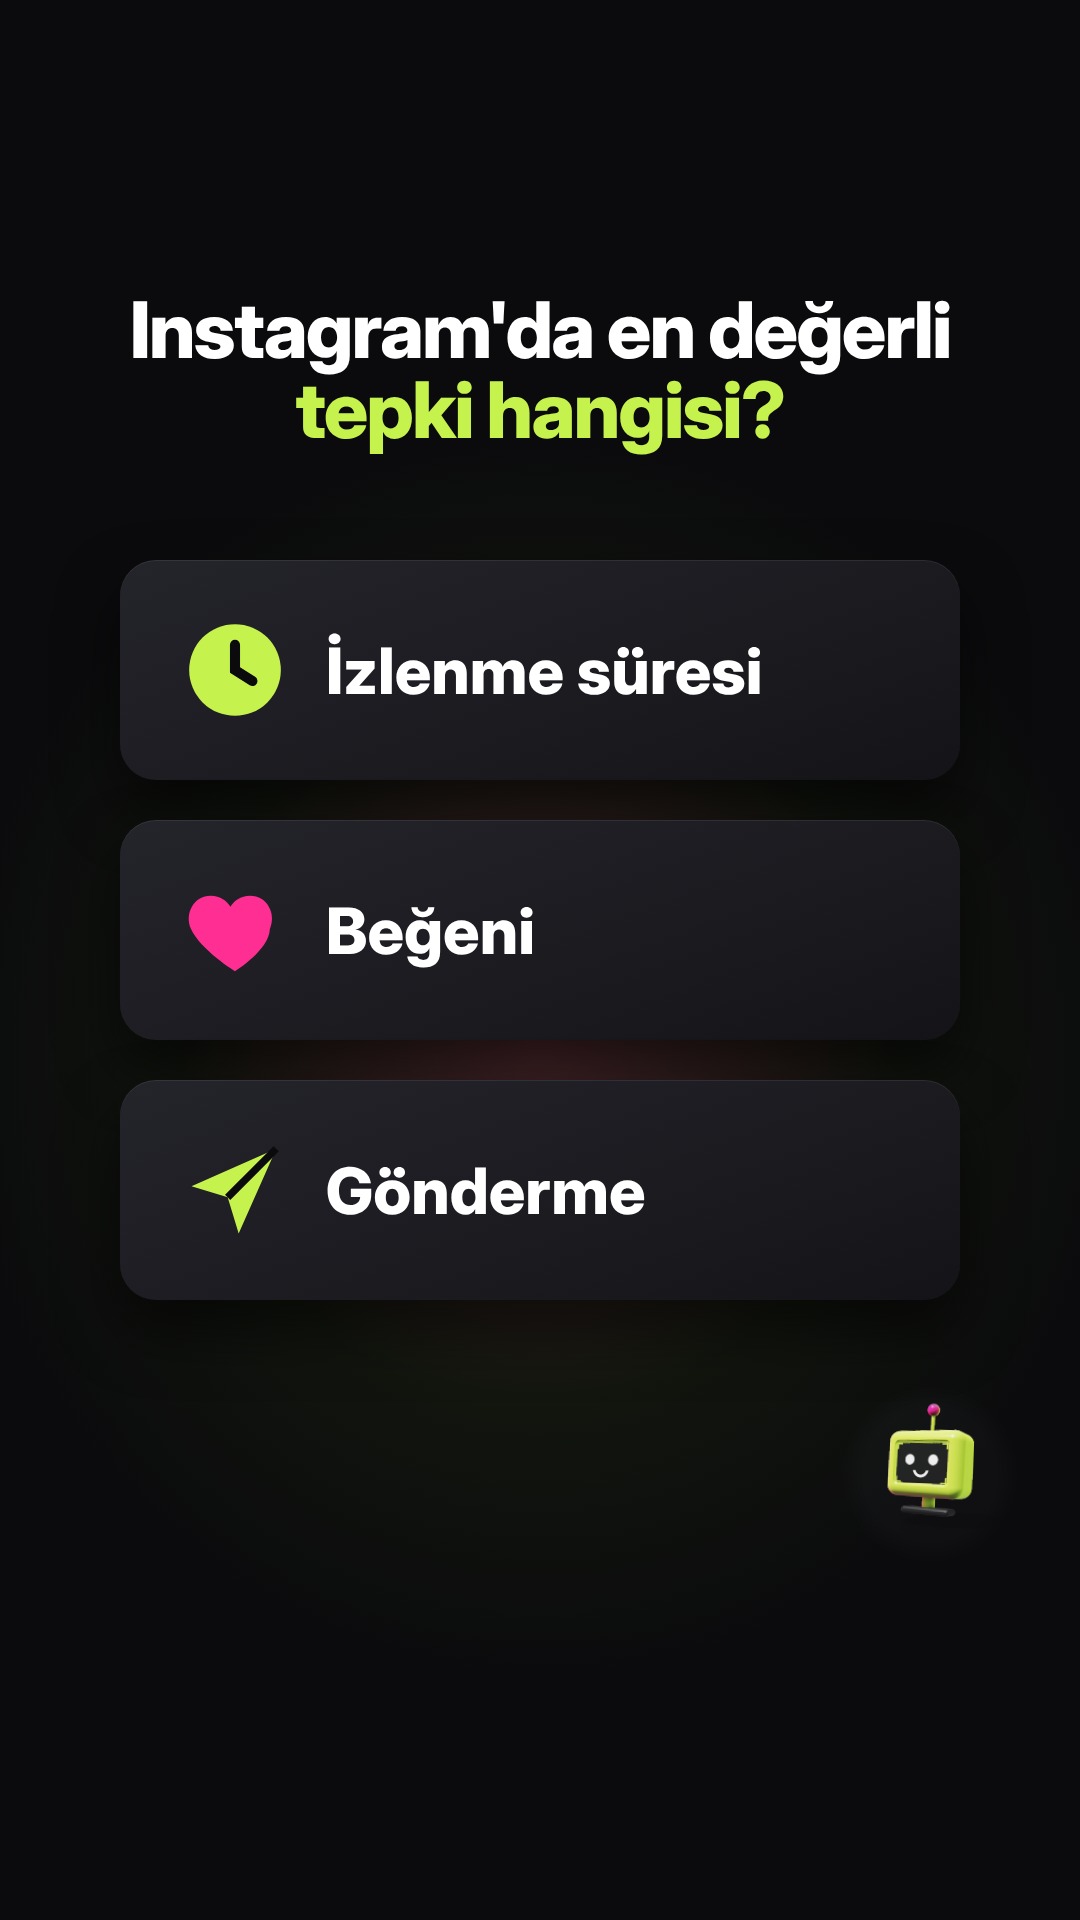 Instagram'da en değerli
tepki hangisi?
İzlenme süresi
Beğeni
Gönderme